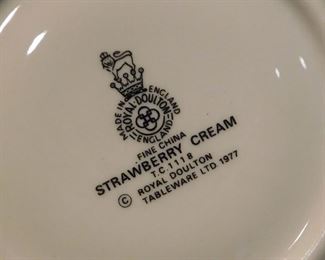 MADE IN ENGLAND
ROYAL DOULTON
ENGLAND
FINE CHINA
STRAWBERRY CREAM
T.C 1118
© ROYAL DOULTON
TABLEWARE LTD 1977